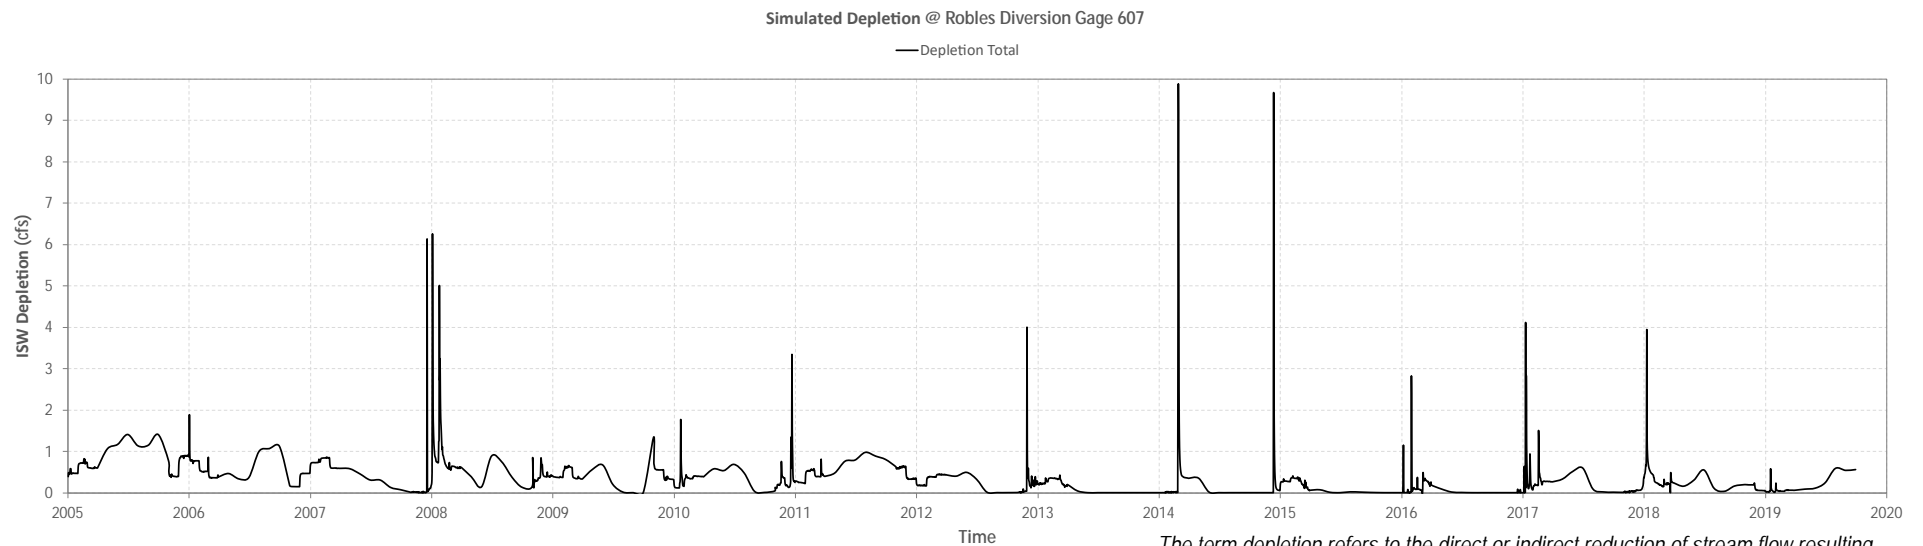 Simulated Depletion @ Robles Diversion Gage 607
Depletion Total
10
9
8
7
6
5
4
3
2
1
0
ISW Depletion (cfs)
2005 2006 2007 2008 2009 2010 2011 2012 2013 2014 2015 2016 2017 2018 2019 2020
Time
The term depletion refers to the direct or indirect reduction of stream flow resulting